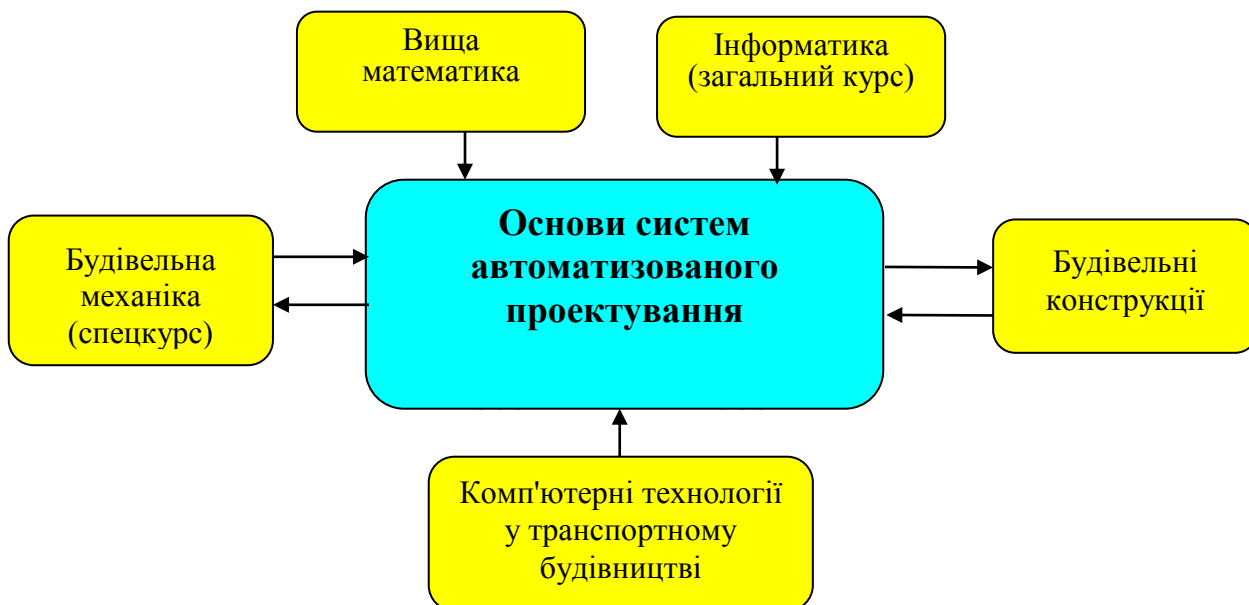 Вища
математика
Інформатика
(загальний курс)
Основи систем
автоматизованого
проектування
Будівельна
механіка
(спецкурс)
Будівельні
конструкції
Комп'ютерні технології
у транспортному
будівництві